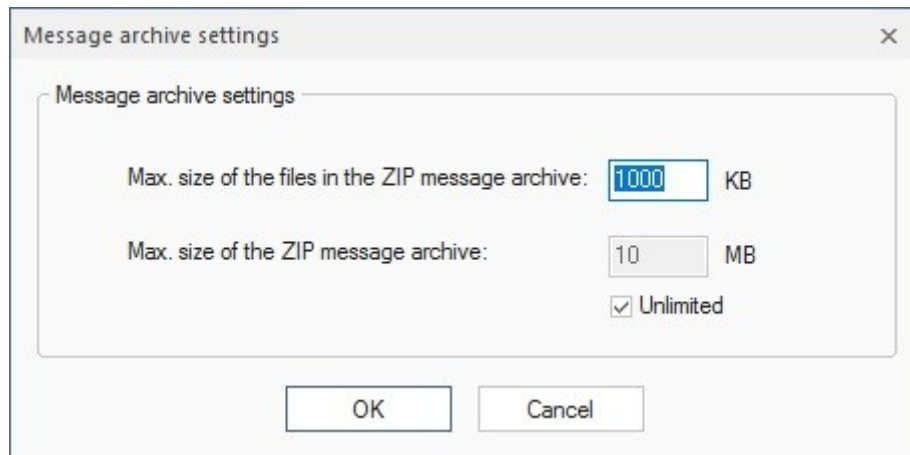 Message archive settings
Message archive settings
Max. size of the files in the ZIP message archive: 1000 KB
Max. size of the ZIP message archive: 10 MB
Unlimited
OK Cancel